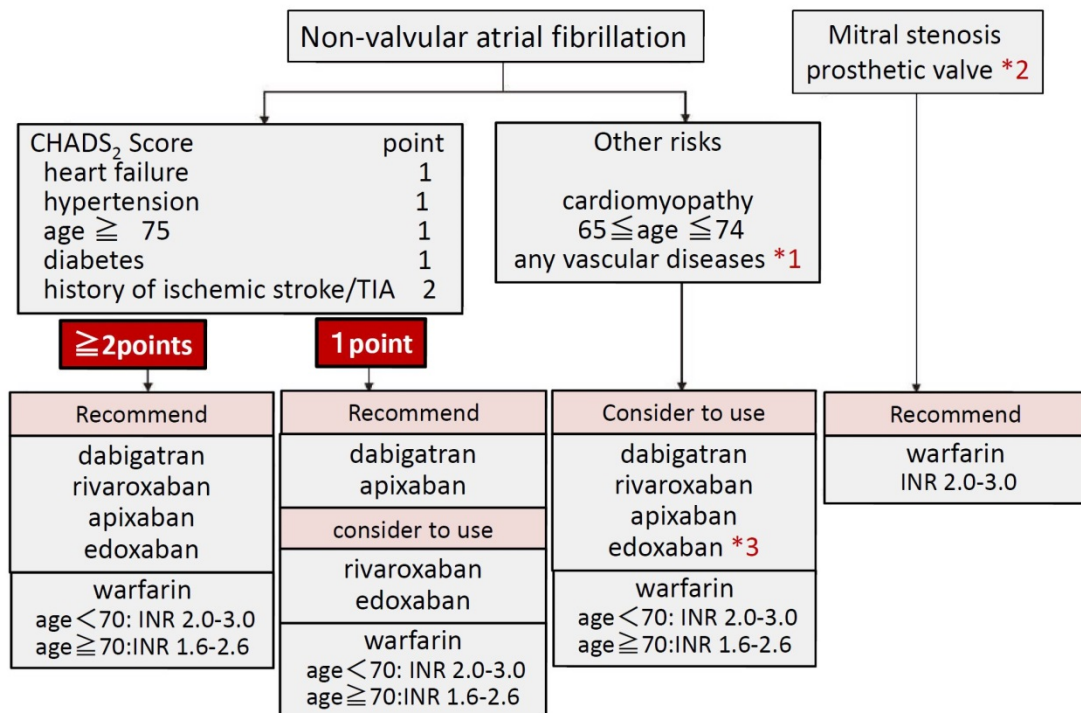 Non-valvular atrial fibrillation
Mitral stenosis
prosthetic valve *2
CHADS₂ Score point
heart failure 1
hypertension 1
age ≧ 75 1
diabetes 1
history of ischemic stroke/TIA 2
Other risks
cardiomyopathy
65≦age ≦74
any vascular diseases *1
≧2points
1point
Recommend
dabigatran
rivaroxaban
apixaban
edoxaban
warfarin
age<70: INR 2.0-3.0
age≧70:INR 1.6-2.6
Recommend
dabigatran
apixaban
consider to use
rivaroxaban
edoxaban
warfarin
age<70: INR 2.0-3.0
age≧70:INR 1.6-2.6
Consider to use
dabigatran
rivaroxaban
apixaban
edoxaban *3
warfarin
age<70: INR 2.0-3.0
age≧70:INR 1.6-2.6
Recommend
warfarin
INR 2.0-3.0